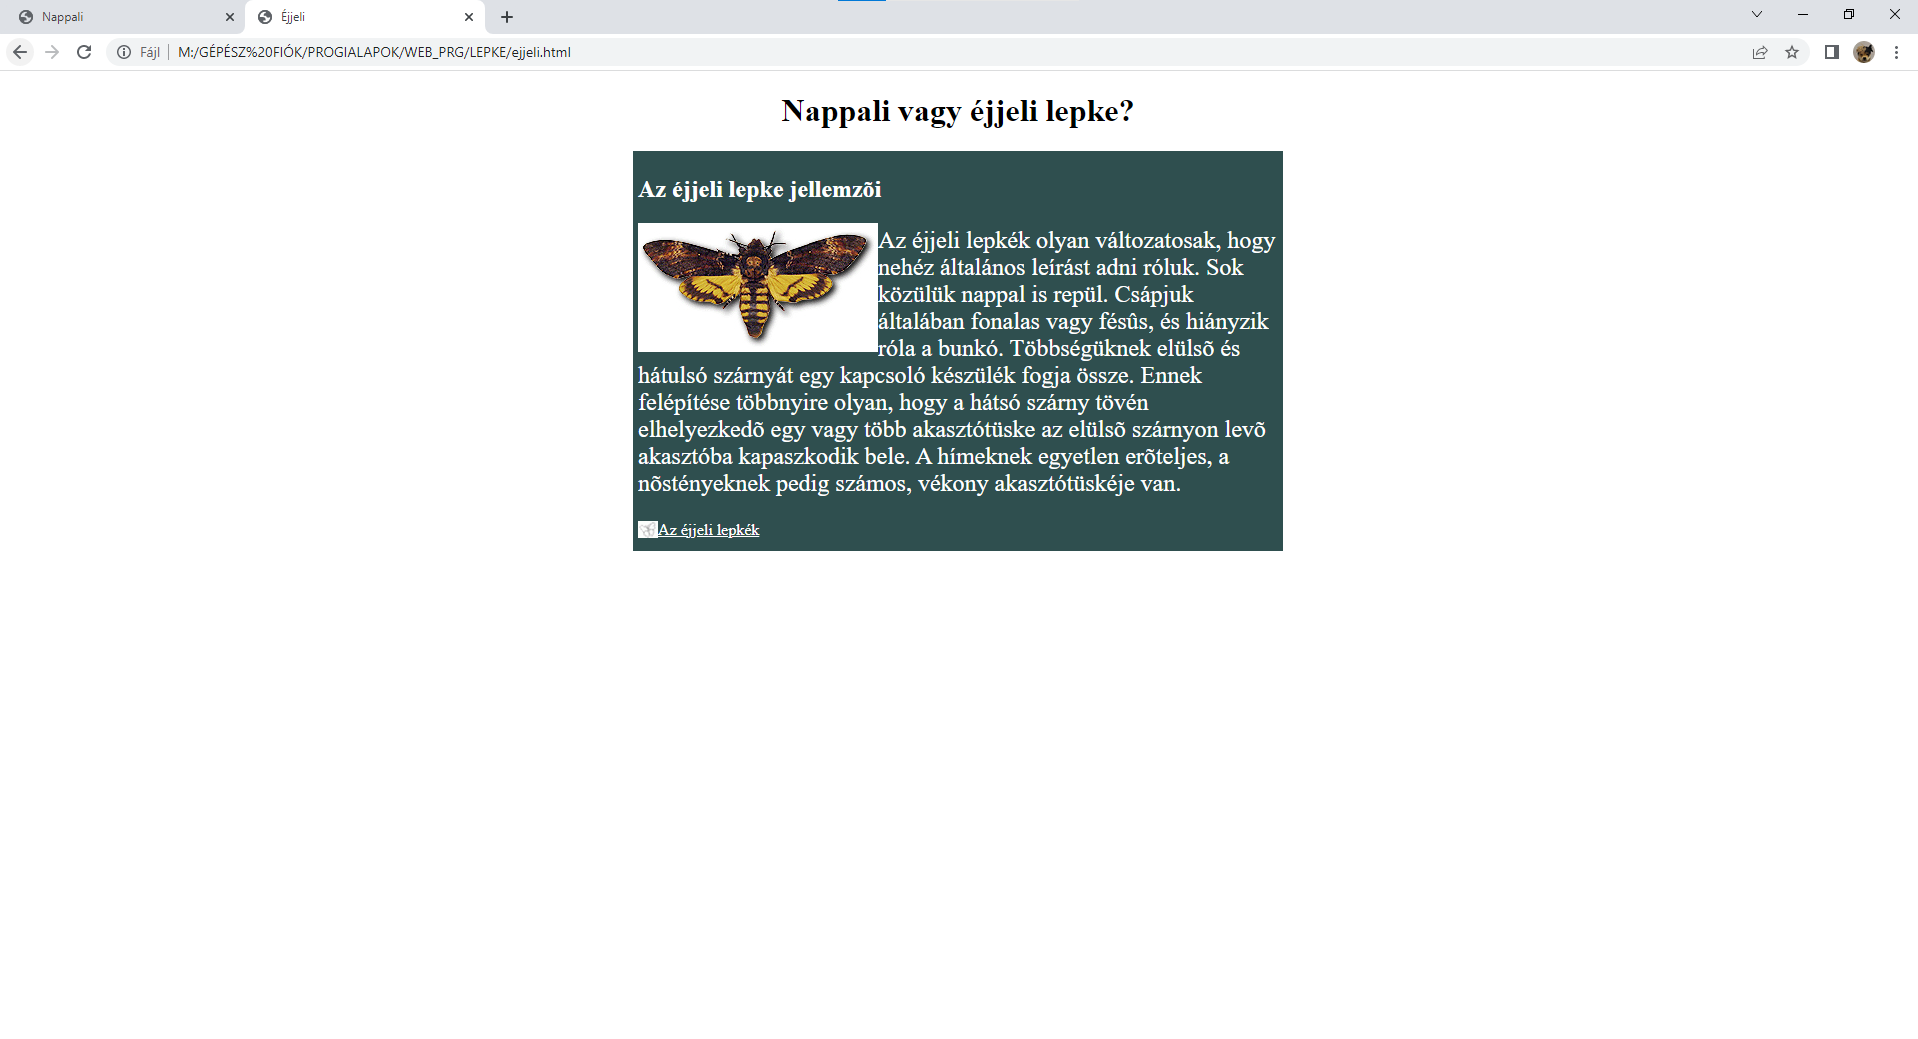 Nappali
Éjjeli
Fájl
M:/GÉPÉSZ%20FIÓK/PROGIALAPOK/WEB_PRG/LEPKE/ejjeli.html
Nappali vagy éjjeli lepke?
Az éjjeli lepke jellemzõi
Az éjjeli lepkék olyan változatosak, hogy
nehéz általános leírást adni róluk. Sok
közülük nappal is repül. Csápjuk
általában fonalas vagy fésûs, és hiányzik
róla a bunkó. Többségüknek elülsõ és
hátulsó szárnyát egy kapcsoló készülék fogja össze. Ennek
felépítése többnyire olyan, hogy a hátsó szárny tövén
elhelyezkedõ egy vagy több akasztótüske az elülsõ szárnyon levõ
akasztóba kapaszkodik bele. A hímeknek egyetlen erõteljes, a
nõstényeknek pedig számos, vékony akasztótüskéje van.
Az éjjeli lepkék